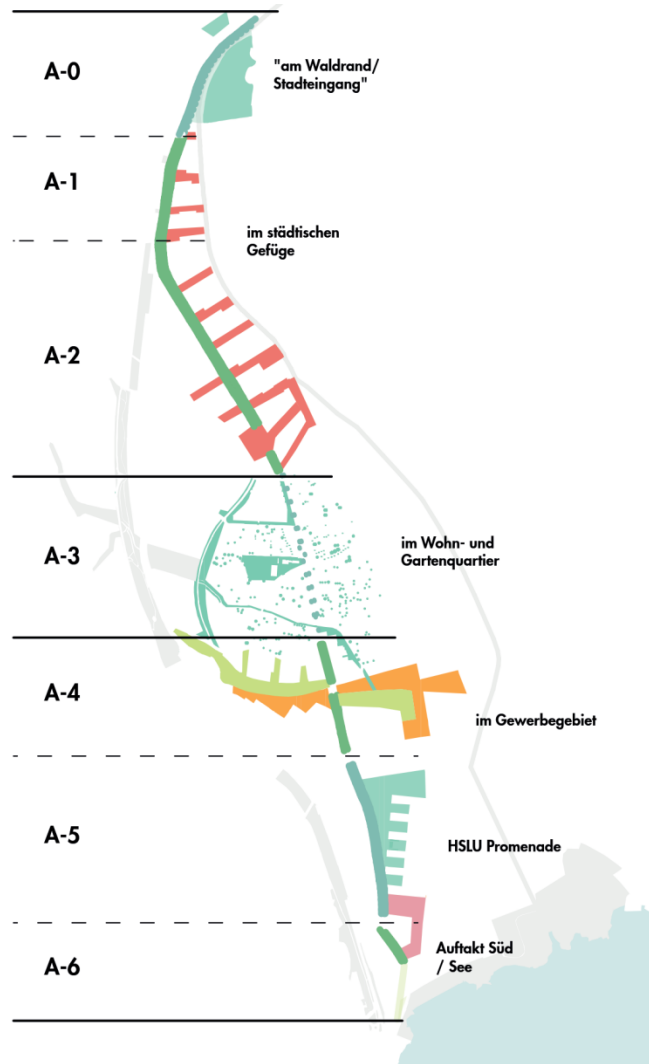 A-0
"am Waldrand/
Stadteingang"
A-1
im städtischen
Gefüge
A-2
A-3
im Wohn- und
Gartenquartier
A-4
im Gewerbegebiet
A-5
HSLU Promenade
A-6
Auftakt Süd
/ See